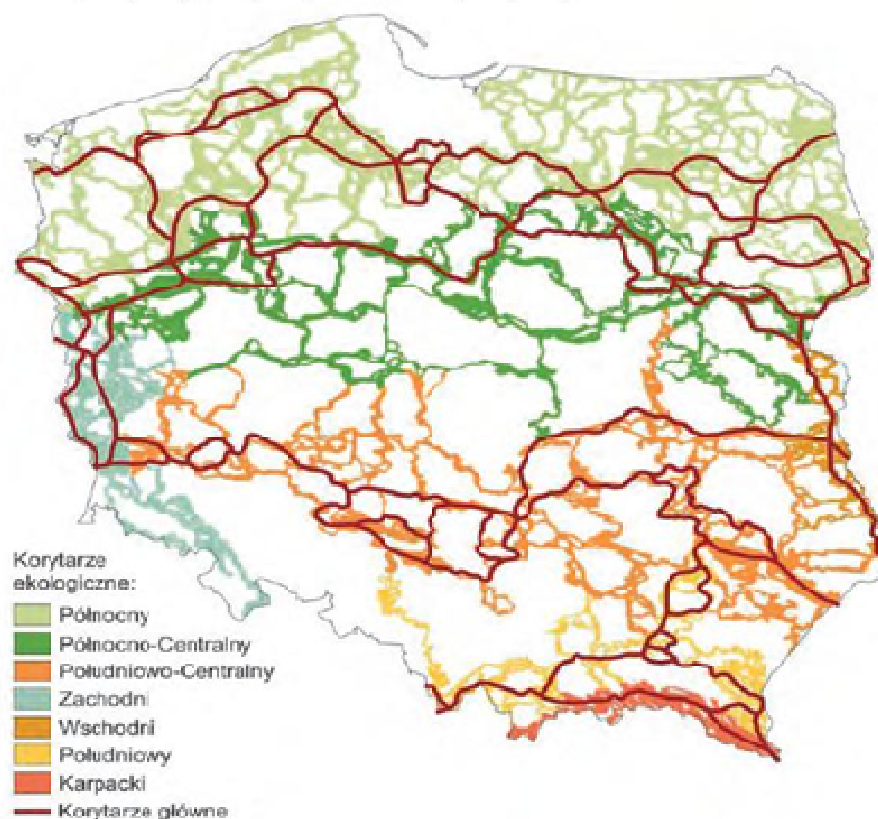 Korytarze
ekologiczne:
Północny
Północno-Centralny
Południowo-Centralny
Zachodni
Wschodni
Południowy
Karpacki
Korytarze główne